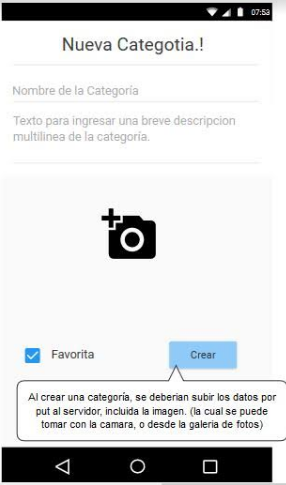 07:53
Nueva Categotia.!
Nombre de la Categoría
Texto para ingresar una breve descripcion
multilinea de la categoría.
Favorita
Crear
Al crear una categoría, se deberian subir los datos por
put al servidor, incluida la imagen. (la cual se puede
tomar con la camara, o desde la galeria de fotos)